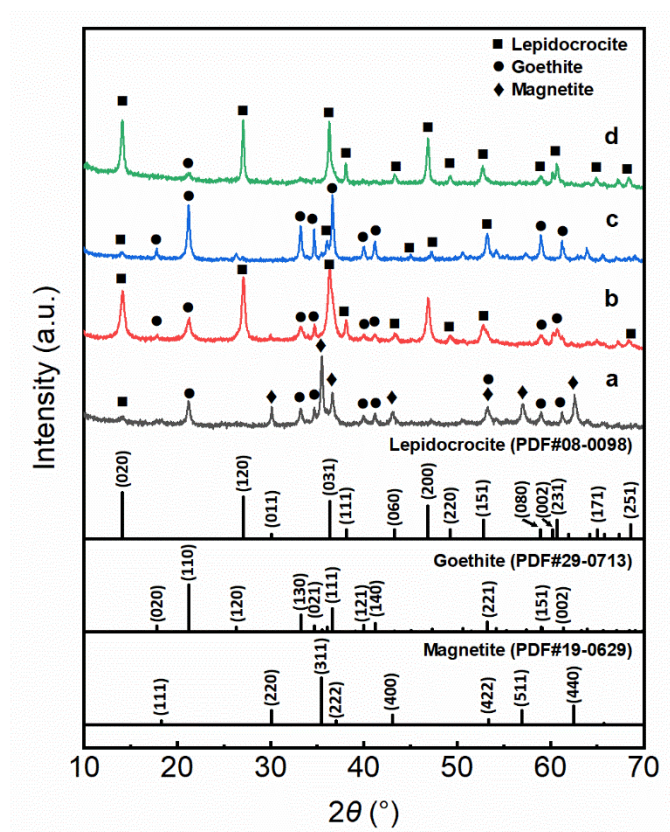 ■ Lepidocrocite
● Goethite
◆ Magnetite
d
c
b
a
Intensity (a.u.)
Lepidocrocite (PDF#08-0098)
(020)
(120)
(011)
(031)
(111)
(060)
(200)
(220)
(151)
(080)
(002)
(231)
(171)
(251)
Goethite (PDF#29-0713)
(020)
(110)
(120)
(130)
(021)
(111)
(121)
(140)
(221)
(151)
(002)
Magnetite (PDF#19-0629)
(111)
(220)
(311)
(222)
(400)
(422)
(511)
(440)
10 20 30 40 50 60 70
2θ (°)